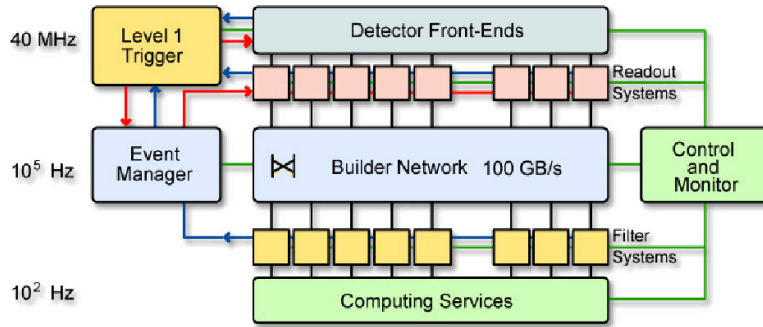 40 MHz
Level 1
Trigger
Detector Front-Ends
Readout
Systems
10⁵ Hz
Event
Manager
Builder Network 100 GB/s
Control
and
Monitor
Filter
Systems
10² Hz
Computing Services